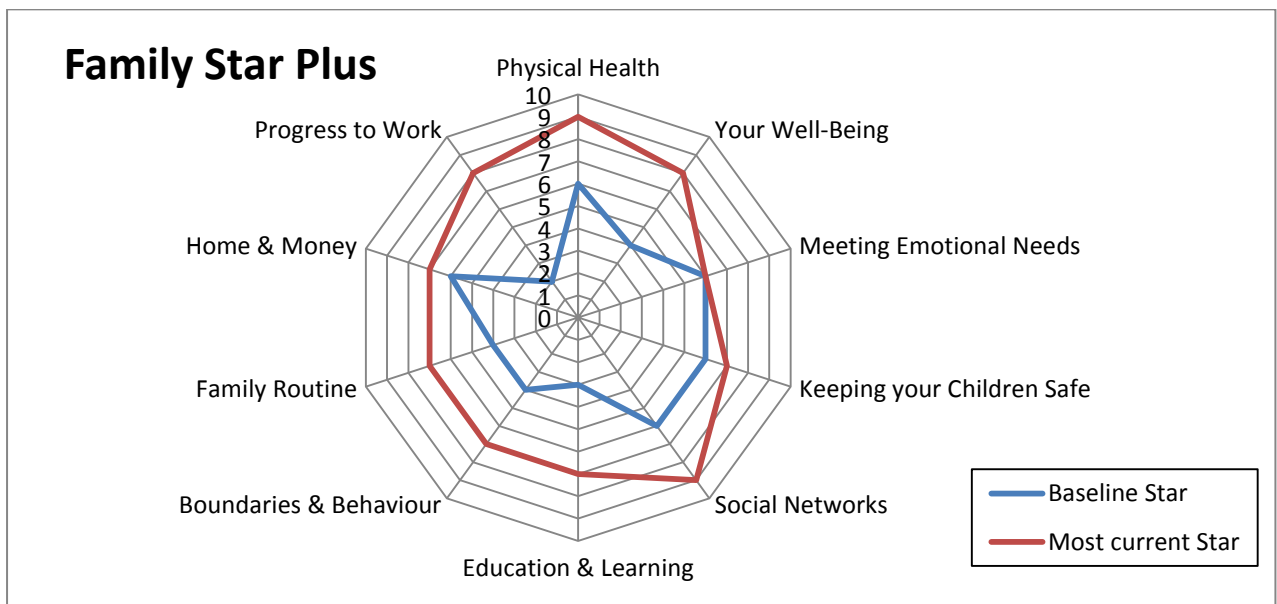 Family Star Plus
Physical Health
Your Well-Being
Meeting Emotional Needs
Keeping your Children Safe
Social Networks
Education & Learning
Boundaries & Behaviour
Family Routine
Home & Money
Progress to Work
10
9
8
7
6
5
4
3
2
1
0
Baseline Star
Most current Star